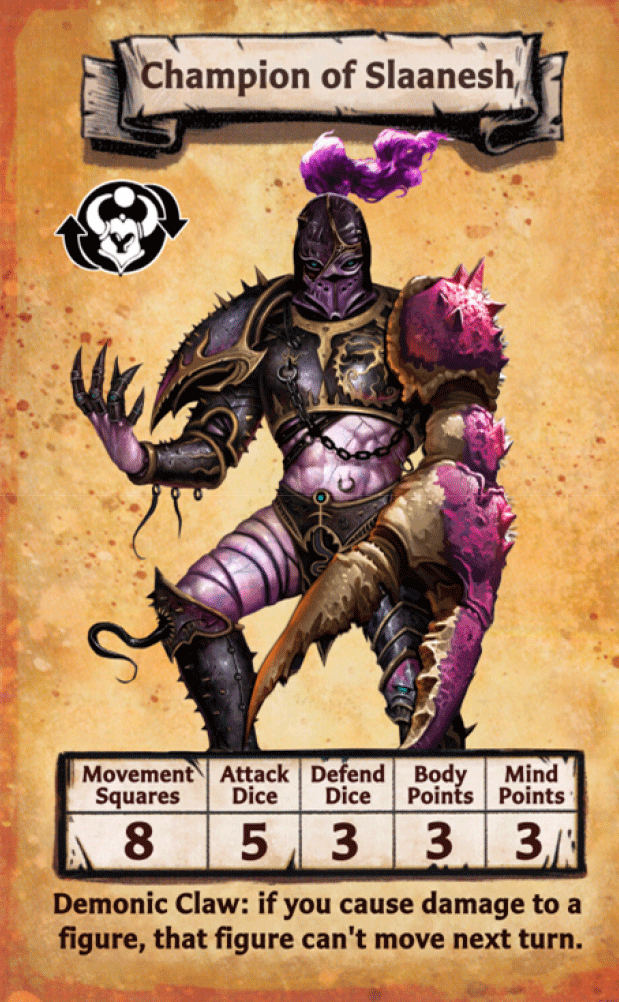 Champion of Slaanesh
Movement Attack Defend Body Mind
Squares Dice Dice Points Points
8 5 3 3 3
Demonic Claw: if you cause damage to a
figure, that figure can't move next turn.